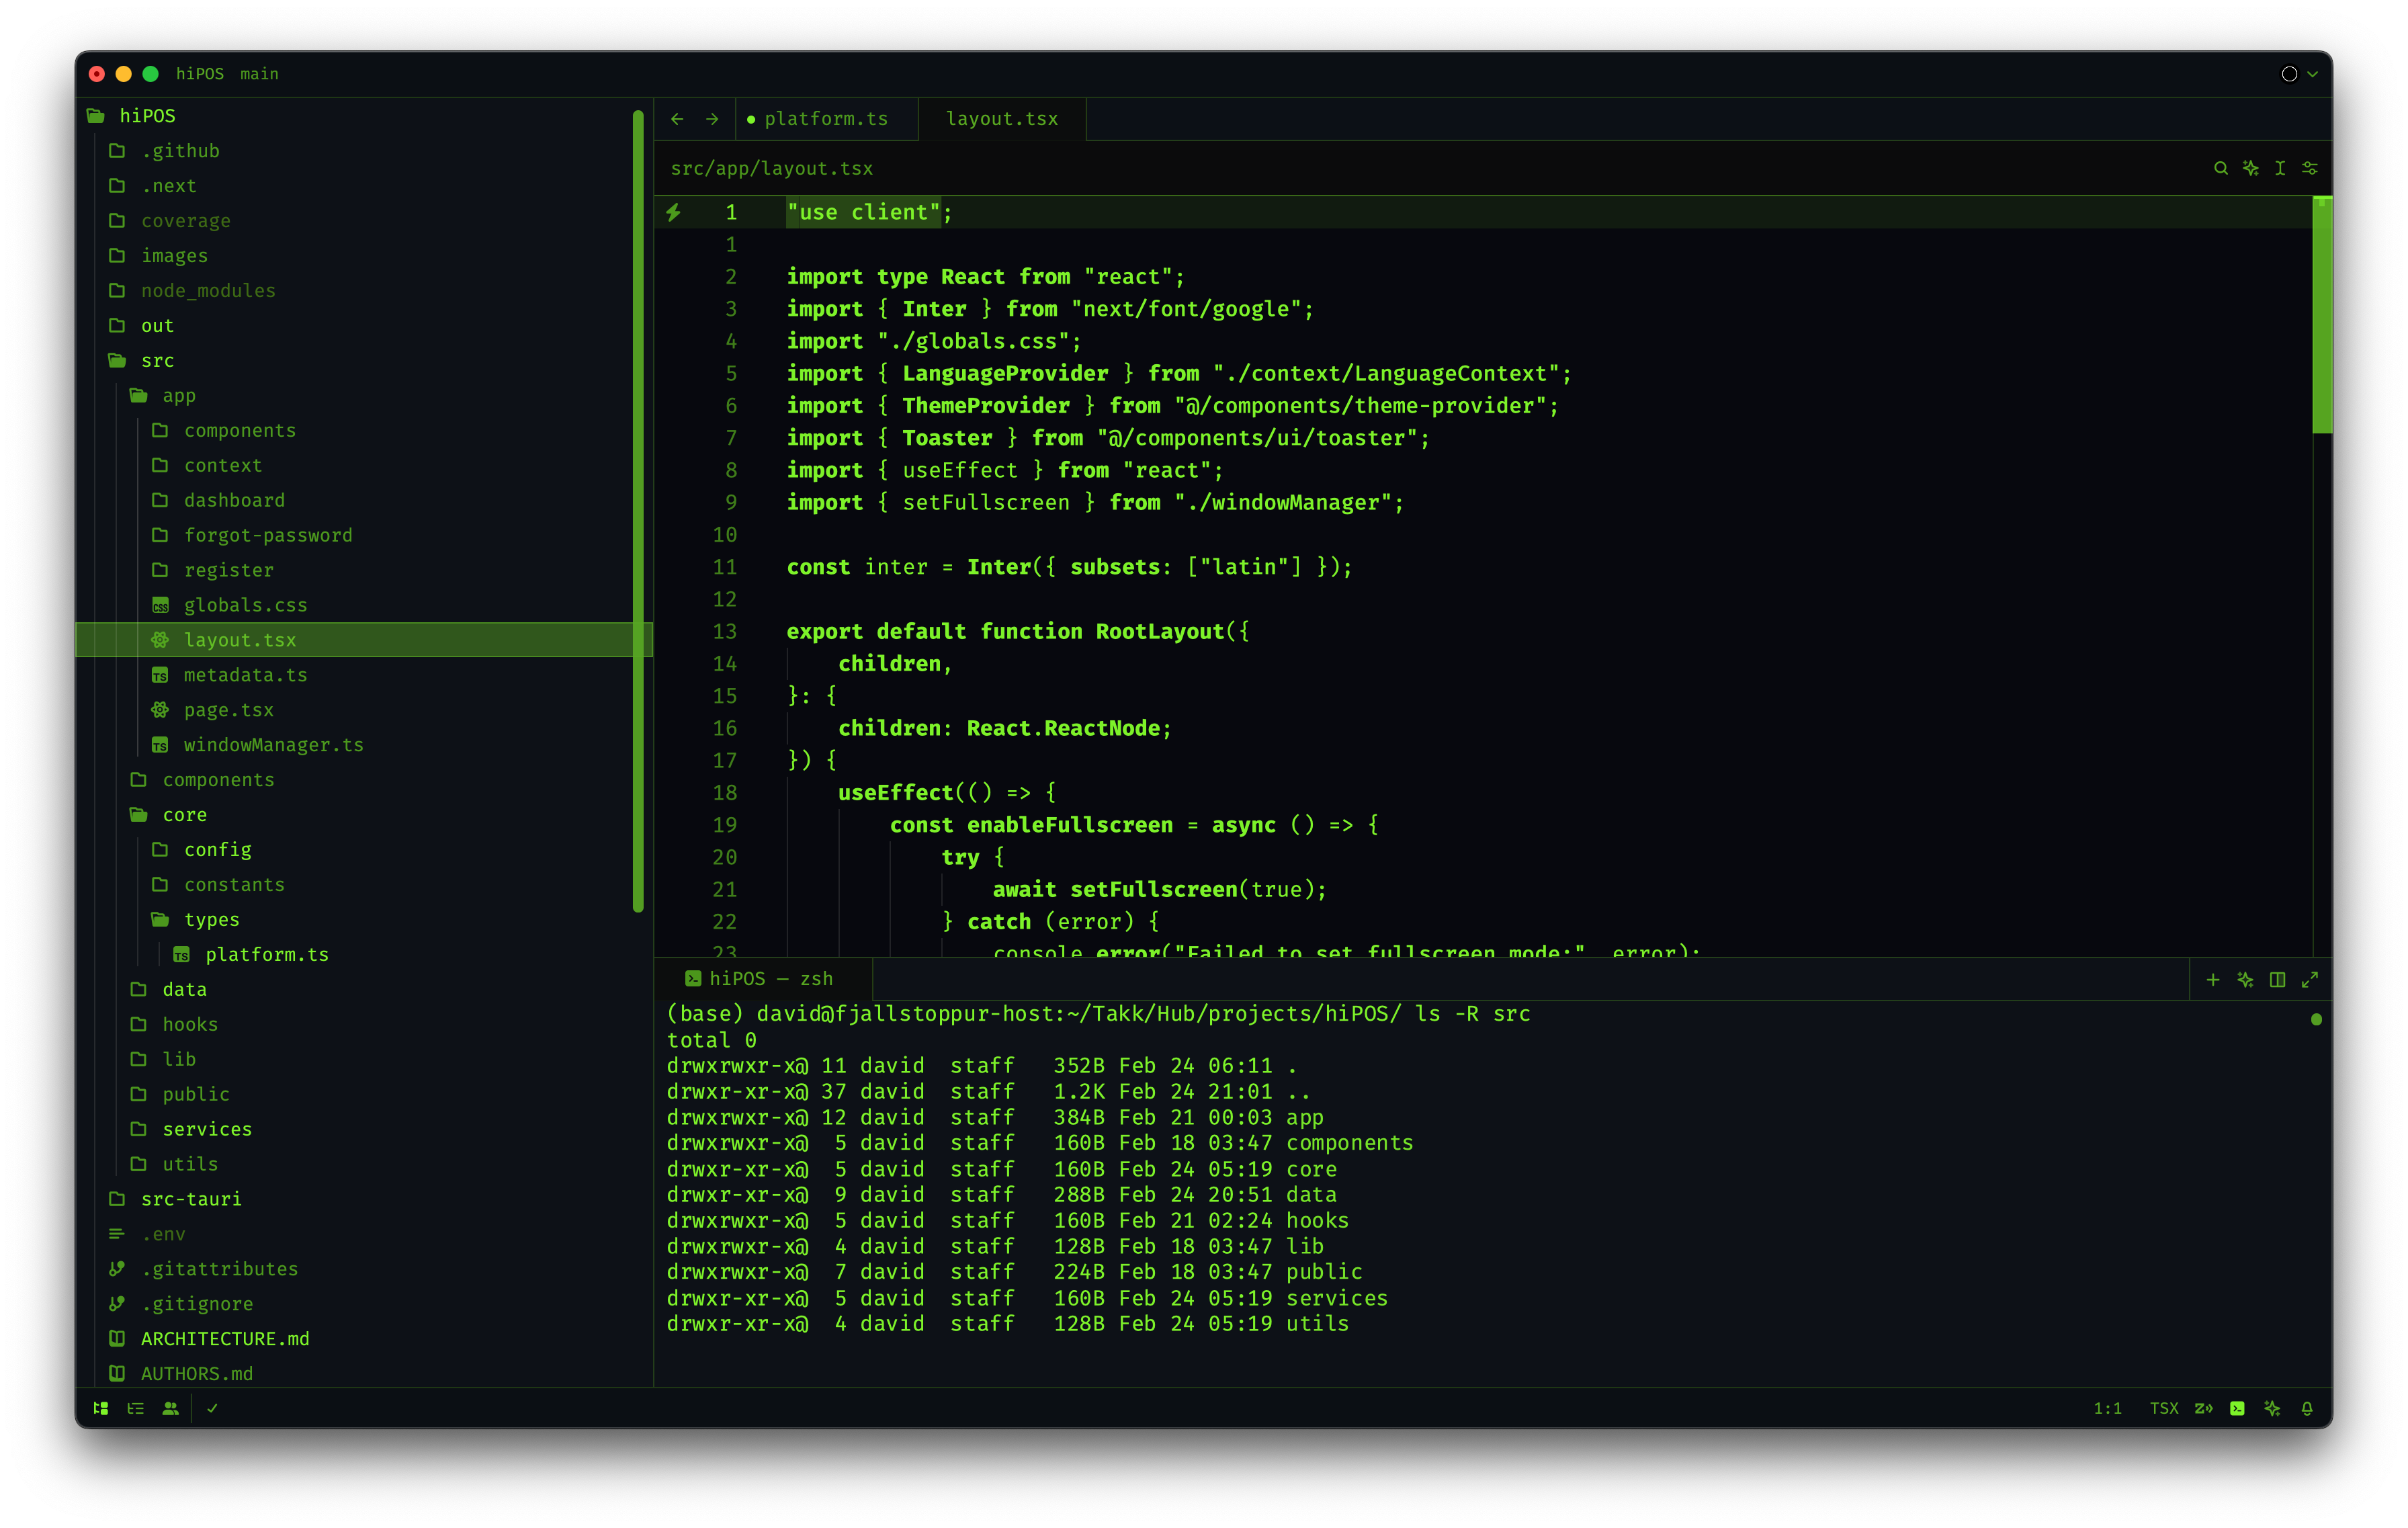 hiPOS main
hiPOS
.github
.next
coverage
images
node_modules
out
src
app
components
context
dashboard
forgot-password
register
globals.css
layout.tsx
metadata.ts
page.tsx
windowManager.ts
components
core
config
constants
types
platform.ts
data
hooks
lib
public
services
utils
src-tauri
.env
.gitattributes
.gitignore
ARCHITECTURE.md
AUTHORS.md
platform.ts layout.tsx
src/app/layout.tsx
1 "use client";
1
2 import type React from "react";
3 import { Inter } from "next/font/google";
4 import "./globals.css";
5 import { LanguageProvider } from "./context/LanguageContext";
6 import { ThemeProvider } from "@/components/theme-provider";
7 import { Toaster } from "@/components/ui/toaster";
8 import { useEffect } from "react";
9 import { setFullscreen } from "./windowManager";
10
11 const inter = Inter({ subsets: ["latin"] });
12
13 export default function RootLayout({
14 children,
15 }: {
16 children: React.ReactNode;
17 }) {
18 useEffect(() => {
19 const enableFullscreen = async () => {
20 try {
21 await setFullscreen(true);
22 } catch (error) {
23 console.error("Failed to set fullscreen mode:", error);
hiPOS — zsh
(base) david@fjallstoppur-host:~/Takk/Hub/projects/hiPOS/ ls -R src
total 0
drwxrwxr-x@ 11 david staff 352B Feb 24 06:11 .
drwxr-xr-x@ 37 david staff 1.2K Feb 24 21:01 ..
drwxrwxr-x@ 12 david staff 384B Feb 21 00:03 app
drwxrwxr-x@ 5 david staff 160B Feb 18 03:47 components
drwxr-xr-x@ 5 david staff 160B Feb 24 05:19 core
drwxr-xr-x@ 9 david staff 288B Feb 24 20:51 data
drwxrwxr-x@ 5 david staff 160B Feb 21 02:24 hooks
drwxrwxr-x@ 4 david staff 128B Feb 18 03:47 lib
drwxrwxr-x@ 7 david staff 224B Feb 18 03:47 public
drwxr-xr-x@ 5 david staff 160B Feb 24 05:19 services
drwxr-xr-x@ 4 david staff 128B Feb 24 05:19 utils
1:1 TSX